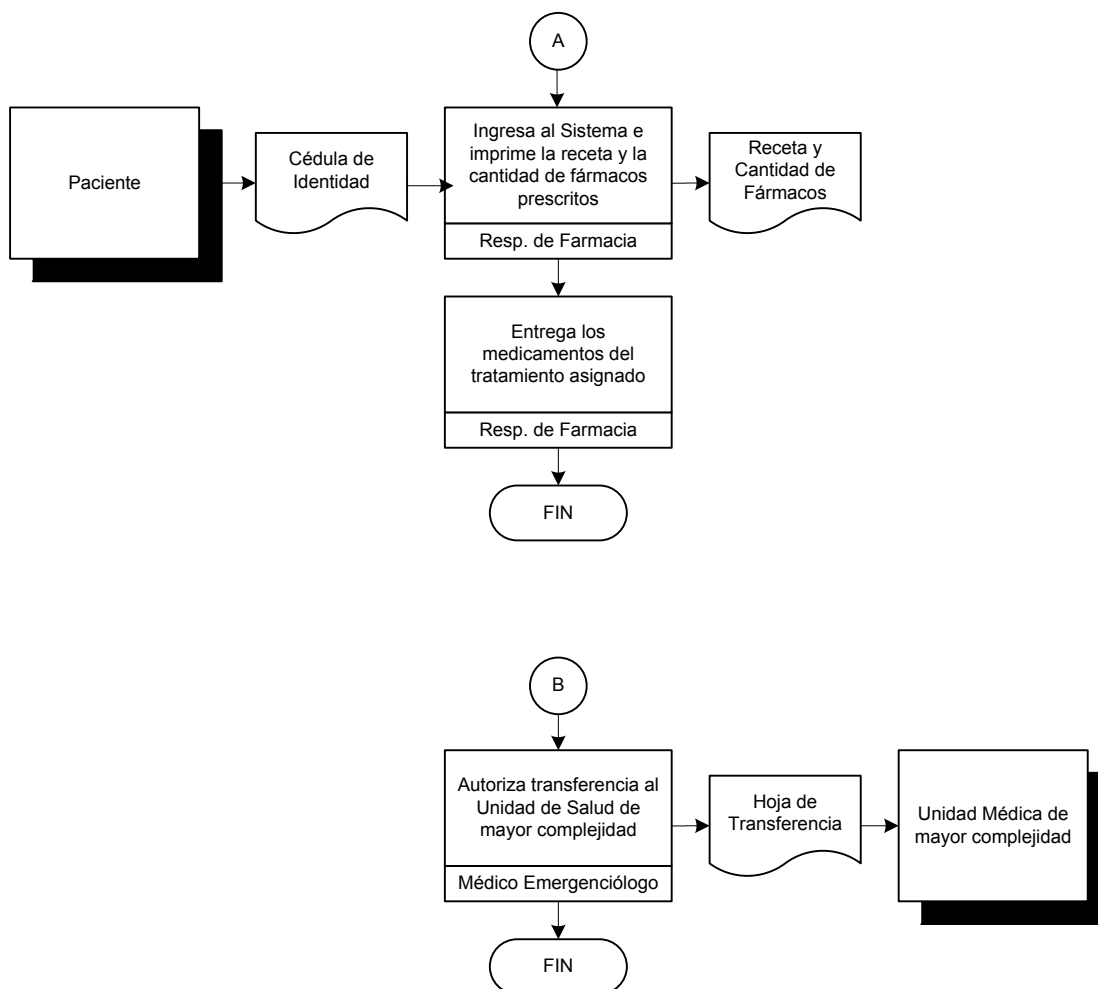 A
Paciente
Cédula de
Identidad
Ingresa al Sistema e
imprime la receta y la
cantidad de fármacos
prescritos
Resp. de Farmacia
Receta y
Cantidad de
Fármacos
Entrega los
medicamentos del
tratamiento asignado
Resp. de Farmacia
FIN
B
Autoriza transferencia al
Unidad de Salud de
mayor complejidad
Médico Emergenciólogo
Hoja de
Transferencia
Unidad Médica de
mayor complejidad
FIN